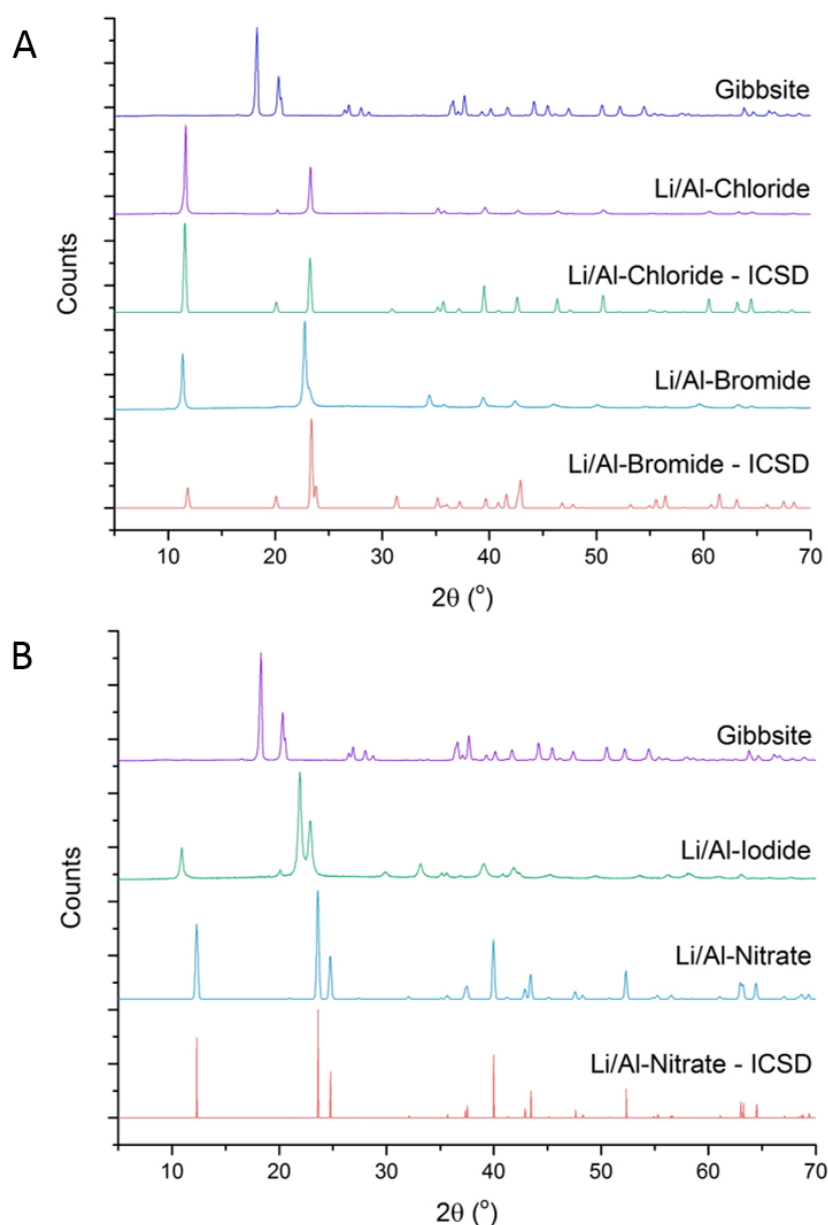 A
Gibbsite
Li/Al-Chloride
Li/Al-Chloride - ICSD
Li/Al-Bromide
Li/Al-Bromide - ICSD
Counts
10 20 30 40 50 60 70
2θ (°)
B
Gibbsite
Li/Al-Iodide
Li/Al-Nitrate
Li/Al-Nitrate - ICSD
Counts
10 20 30 40 50 60 70
2θ (°)